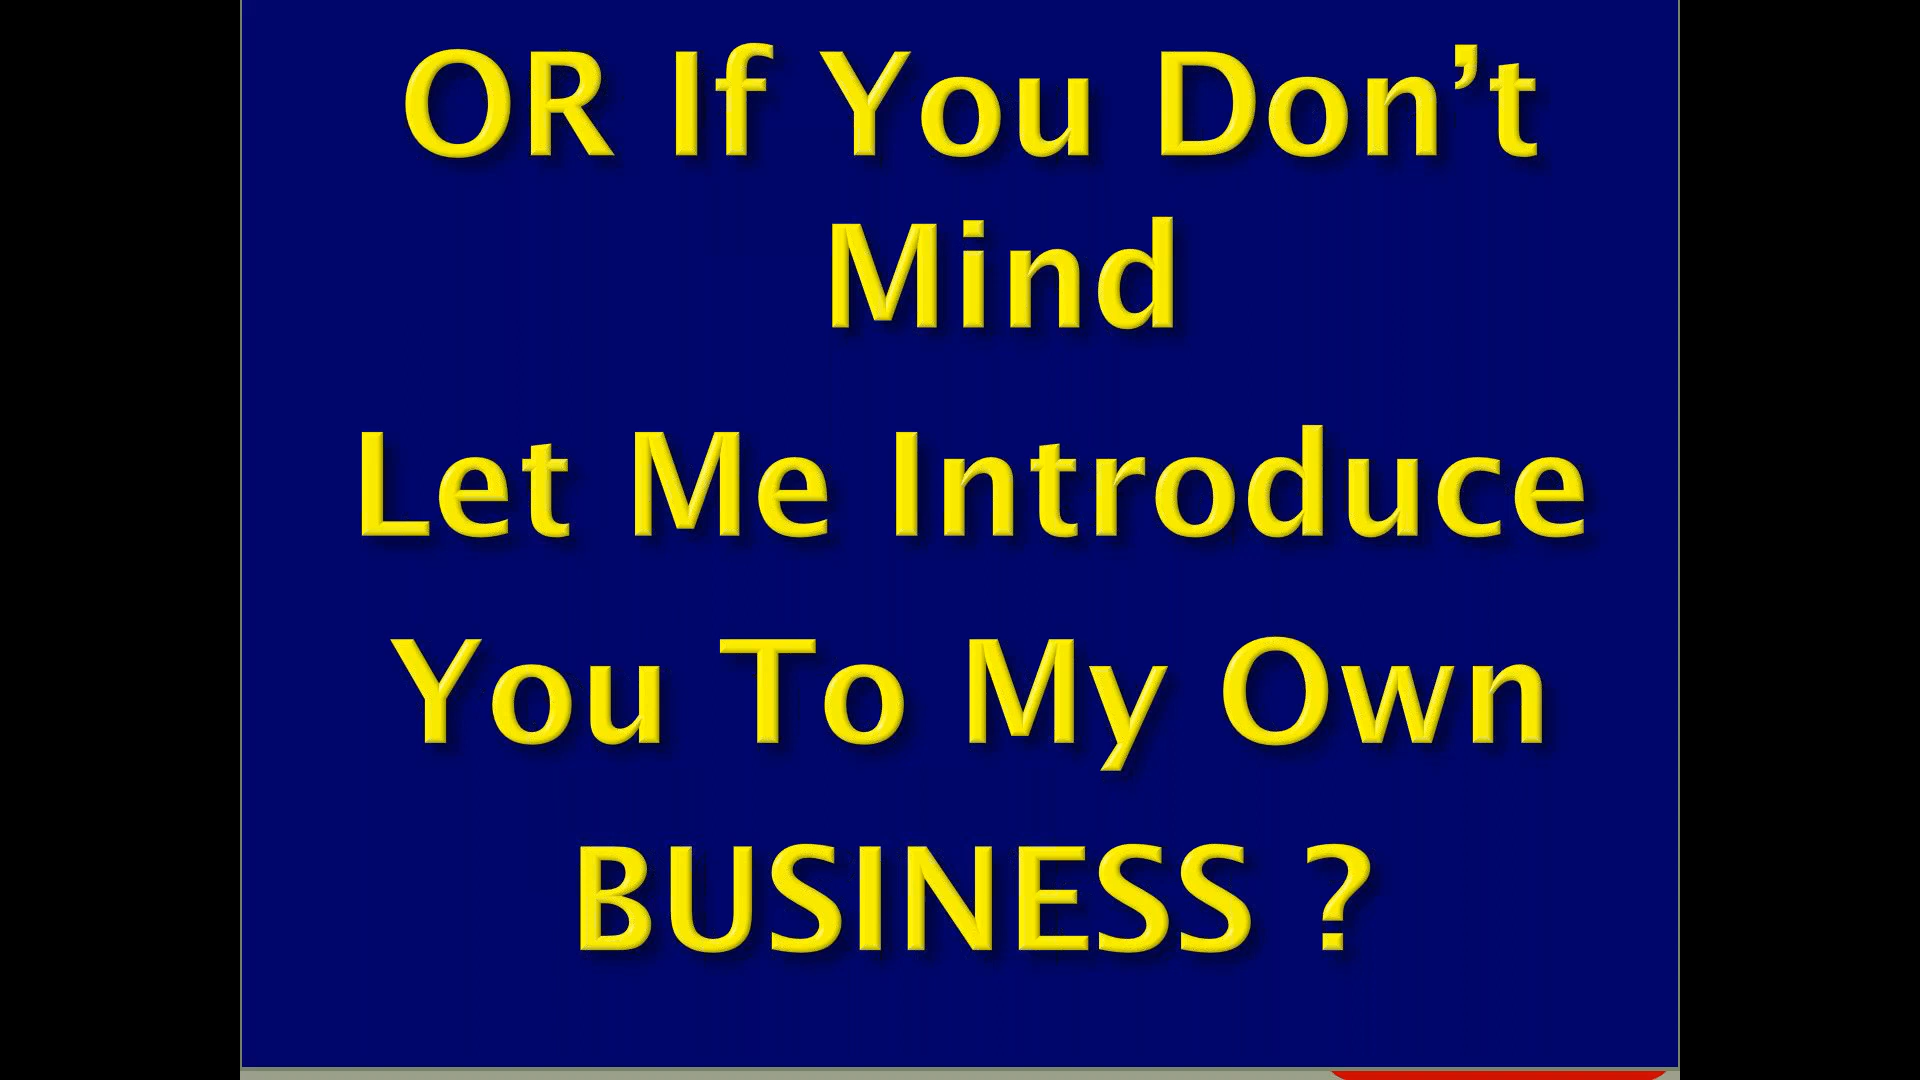 OR If You Don’t
Mind
Let Me Introduce
You To My Own
BUSINESS ?